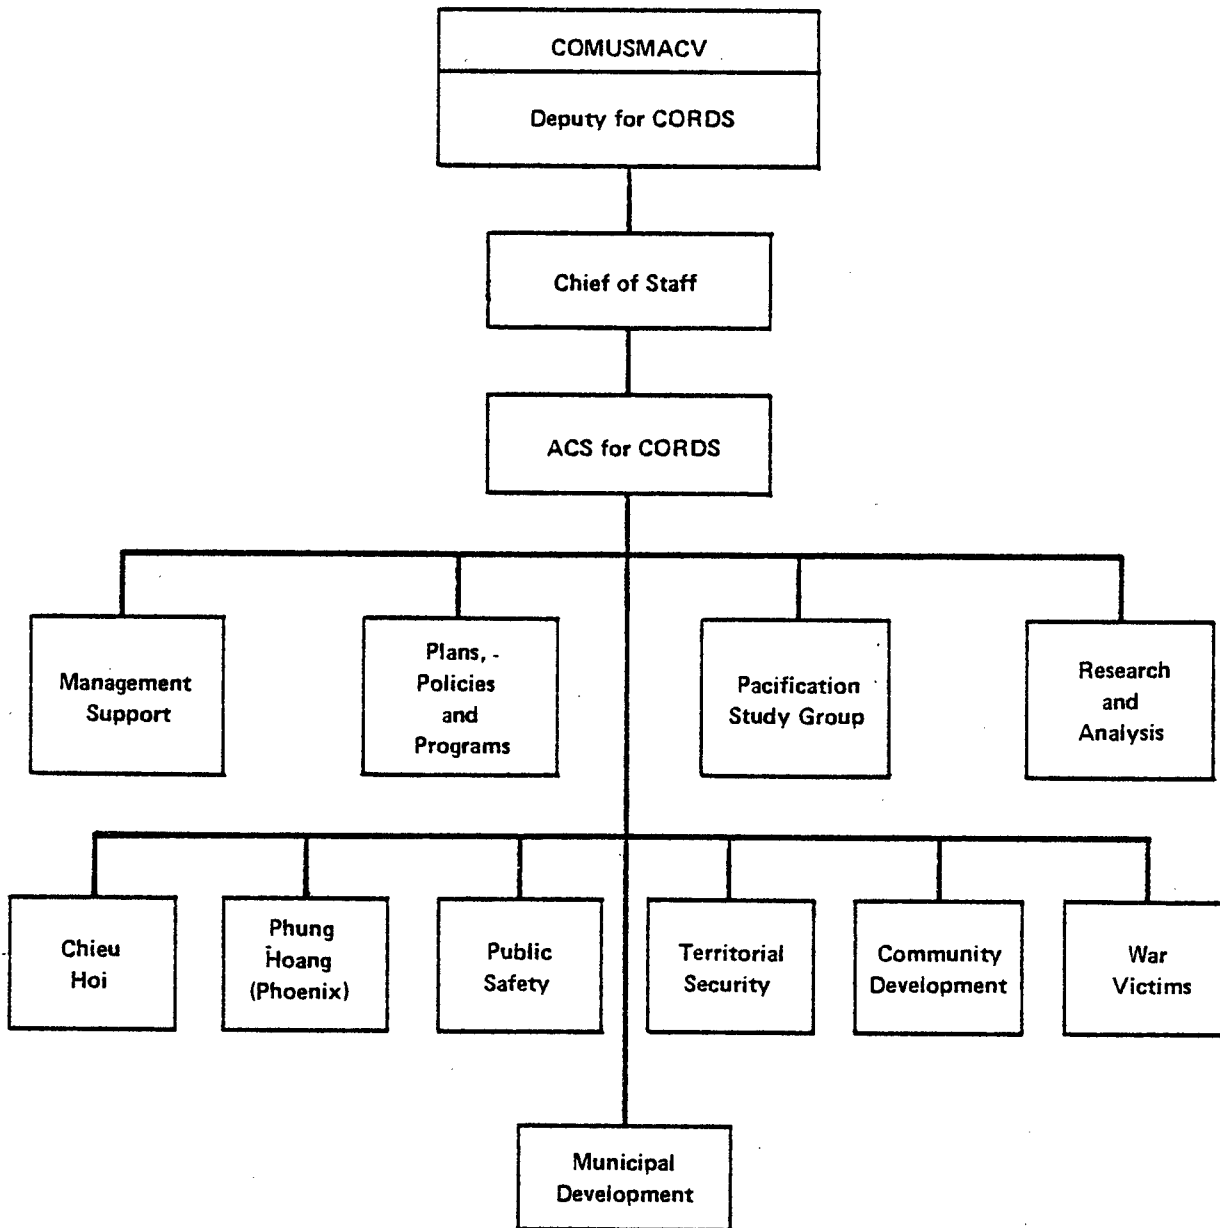 COMUSMACV
Deputy for CORDS
Chief of Staff
ACS for CORDS
Management
Support
Plans,
Policies
and
Programs
Pacification
Study Group
Research
and
Analysis
Chieu
Hoi
Phung
Hoang
(Phoenix)
Public
Safety
Territorial
Security
Community
Development
War
Victims
Municipal
Development